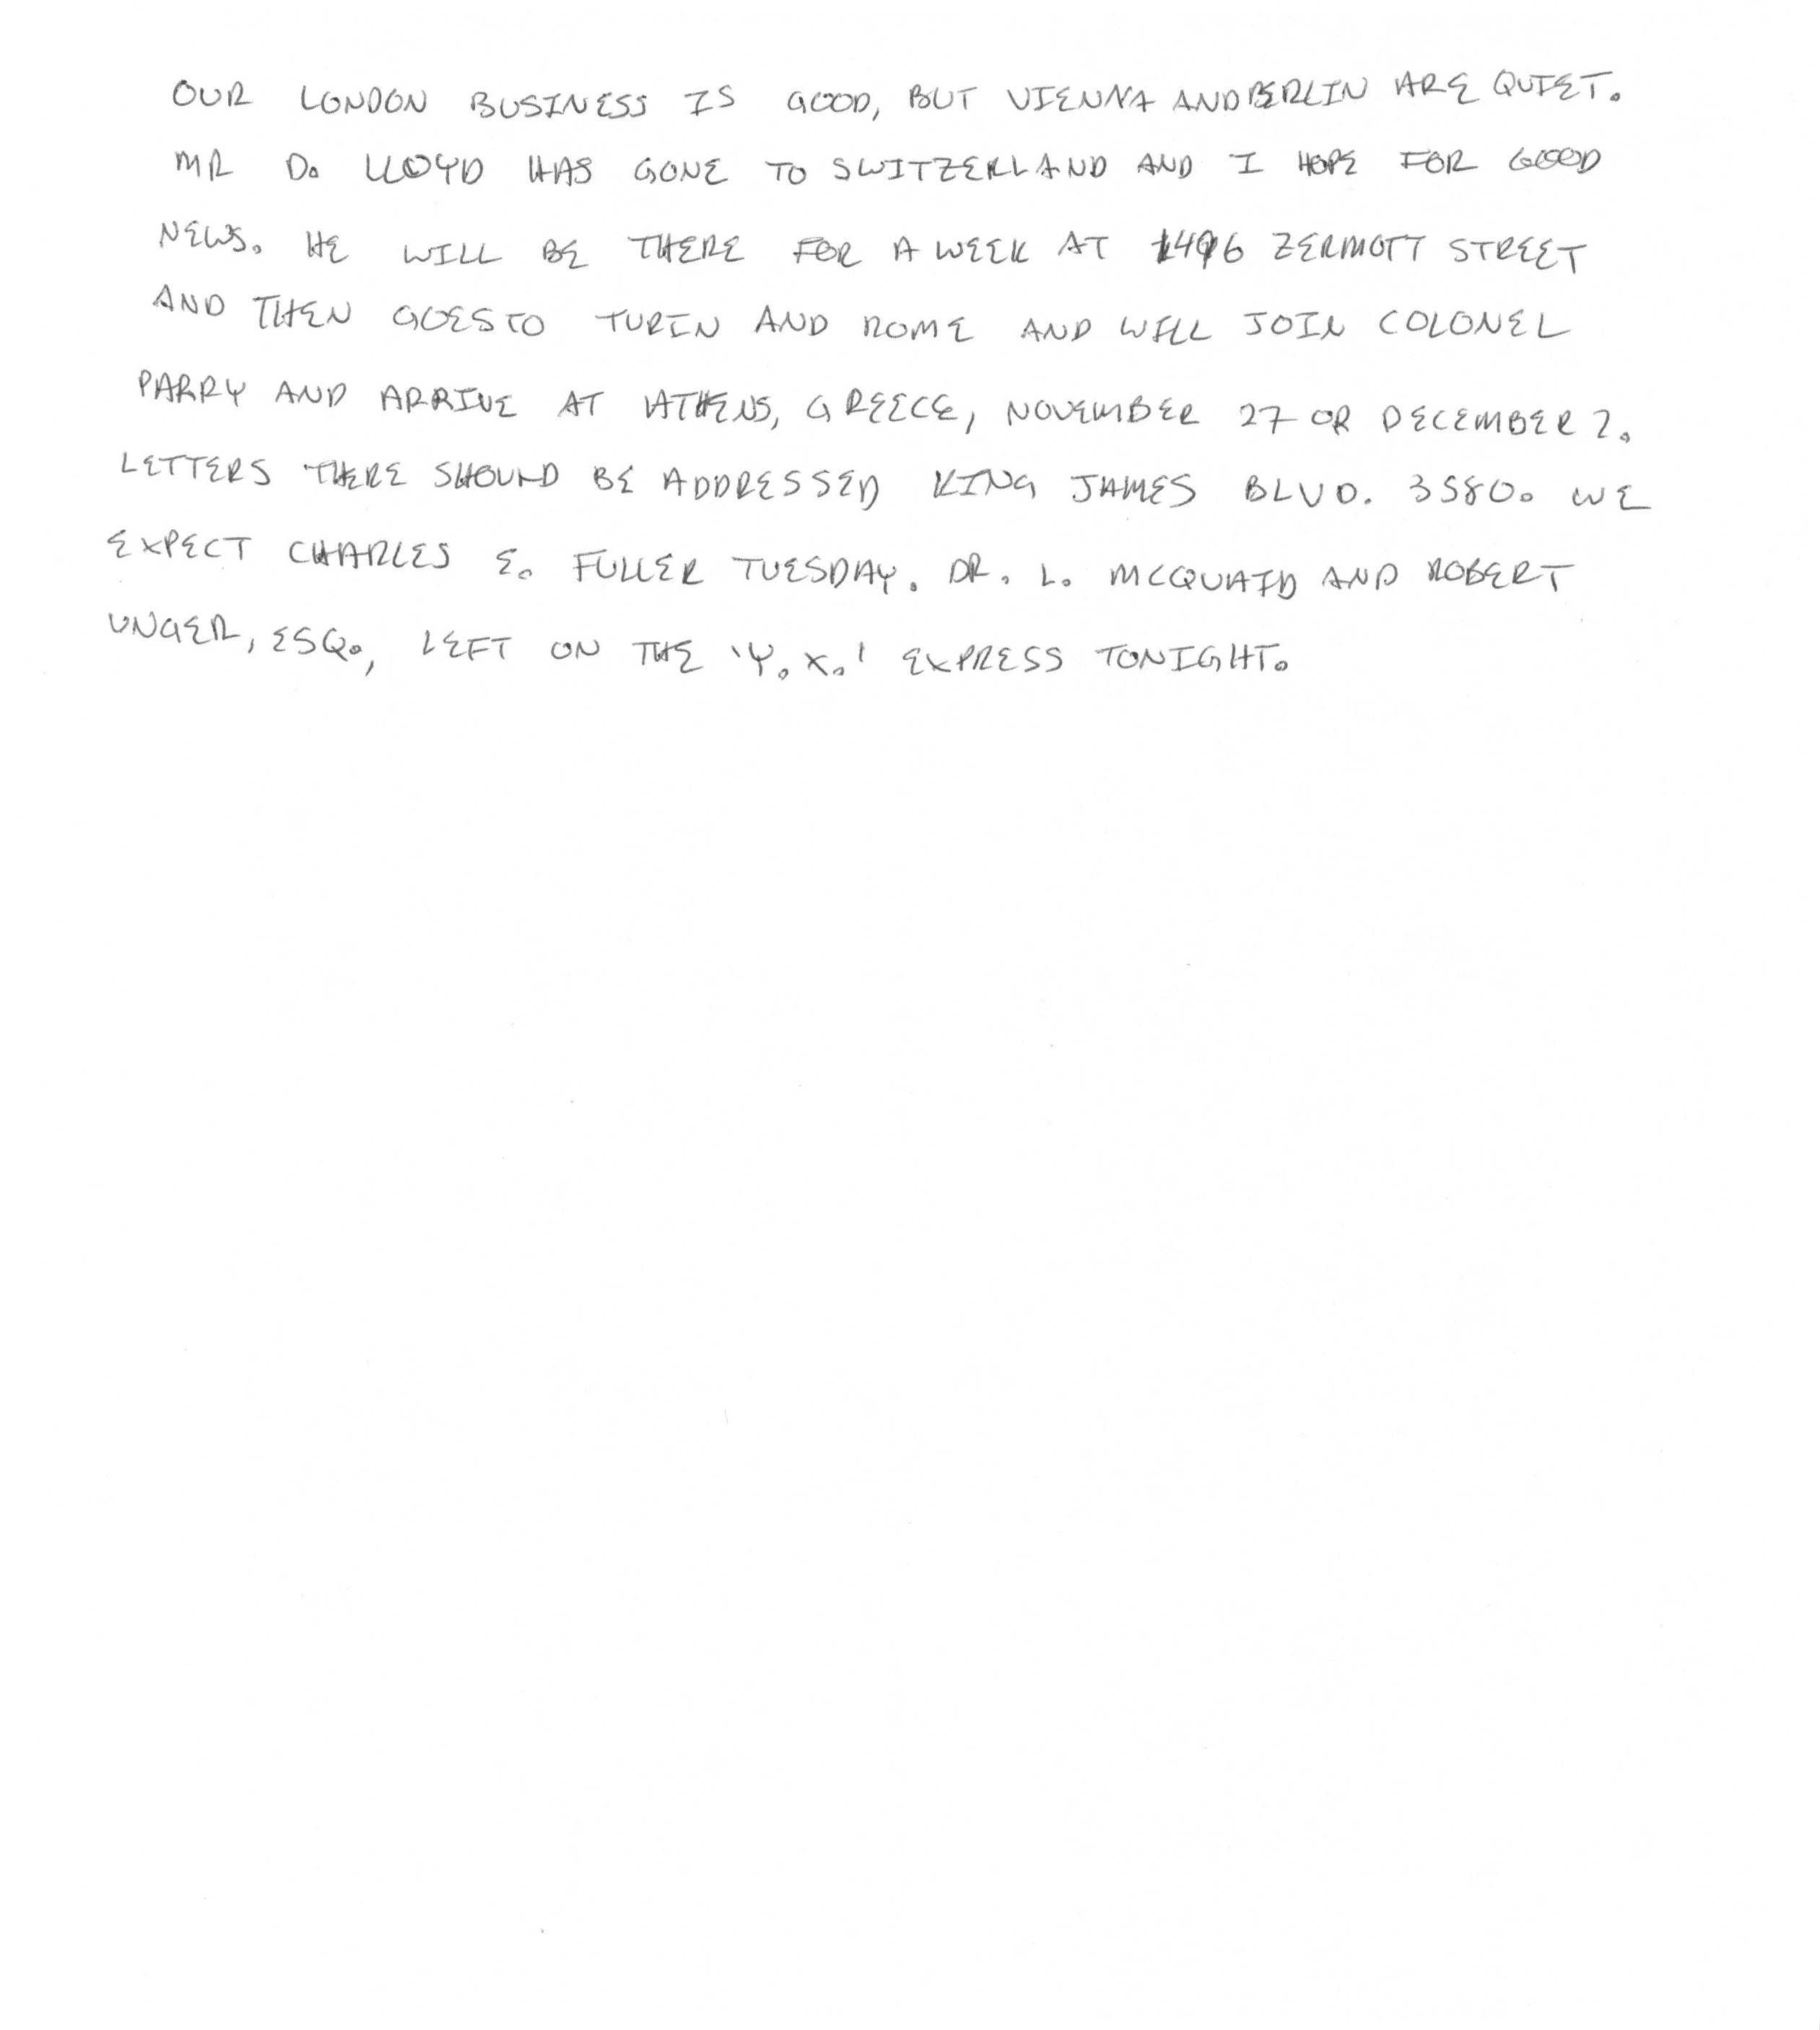 OUR LONDON BUSINESS IS GOOD, BUT VIENNA AND BERLIN ARE QUIET.
MR D. LLOYD HAS GONE TO SWITZERLAND AND I HOPE FOR GOOD
NEWS. HE WILL BE THERE FOR A WEEK AT 1496 ZERMOTT STREET
AND THEN GOES TO TURIN AND ROME AND WILL JOIN COLONEL
PARRY AND ARRIVE AT ATHENS, GREECE, NOVEMBER 27 OR DECEMBER 2.
LETTERS THERE SHOULD BE ADDRESSED KING JAMES BLVD. 3580. WE
EXPECT CHARLES E. FULLER TUESDAY. DR. L. MCQUAID AND ROBERT
UNGER, ESQ., LEFT ON THE 'Y.X.' EXPRESS TONIGHT.